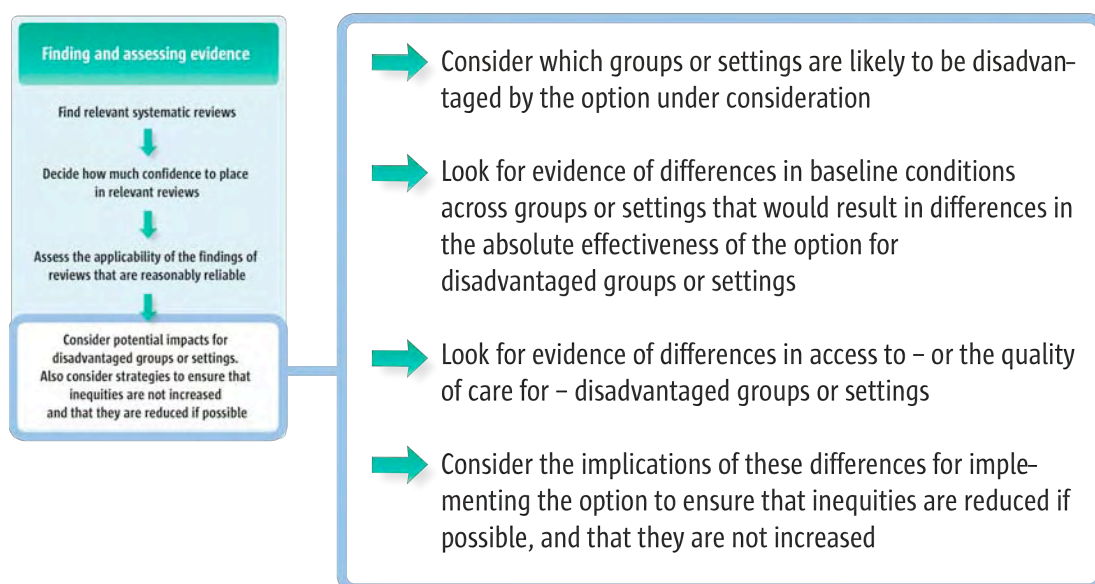 Finding and assessing evidence
Find relevant systematic reviews
Decide how much confidence to place
in relevant reviews
Assess the applicability of the findings of
reviews that are reasonably reliable
Consider potential impacts for
disadvantaged groups or settings.
Also consider strategies to ensure that
inequities are not increased
and that they are reduced if possible
Consider which groups or settings are likely to be disadvan–
taged by the option under consideration
Look for evidence of differences in baseline conditions
across groups or settings that would result in differences in
the absolute effectiveness of the option for
disadvantaged groups or settings
Look for evidence of differences in access to – or the quality
of care for – disadvantaged groups or settings
Consider the implications of these differences for imple–
menting the option to ensure that inequities are reduced if
possible, and that they are not increased